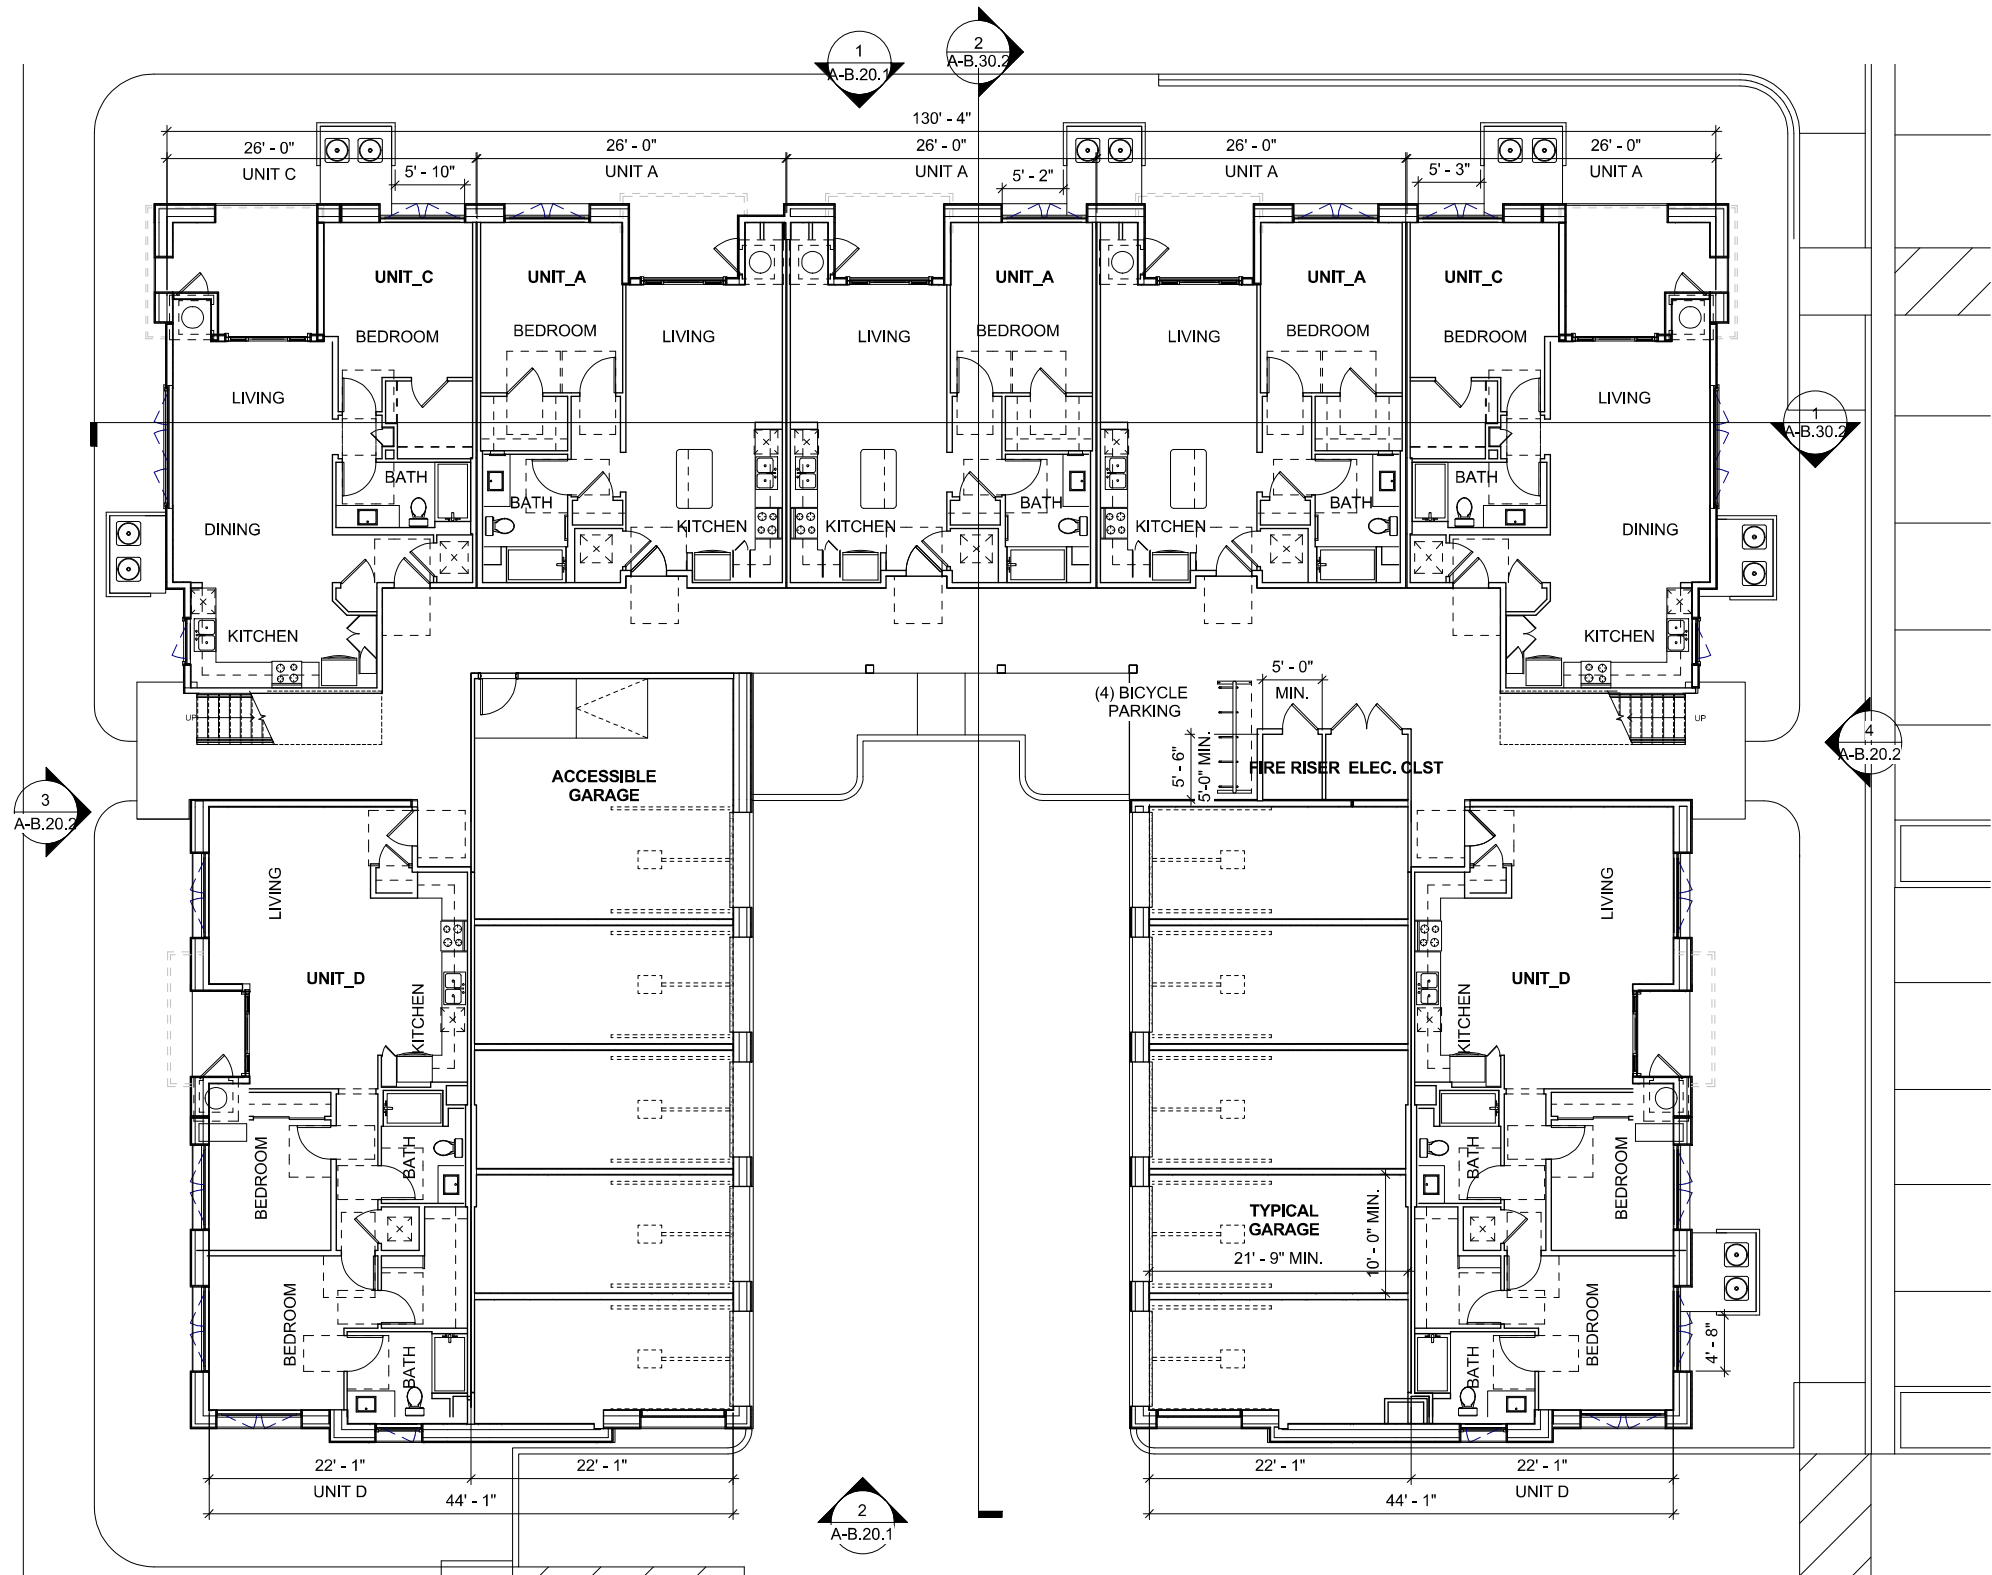 1
A-B.20.1
2
A-B.30.2
130' - 4"
26' - 0"
26' - 0"
26' - 0"
26' - 0"
26' - 0"
UNIT C
UNIT A
UNIT A
UNIT A
UNIT A
5' - 10"
5' - 2"
5' - 3"
UNIT_C
UNIT_A
UNIT_A
UNIT_A
UNIT_C
BEDROOM
BEDROOM
LIVING
LIVING
BEDROOM
LIVING
BEDROOM
BEDROOM
LIVING
LIVING
1
A-B.30.2
BATH
BATH
BATH
BATH
BATH
DINING
KITCHEN
KITCHEN
KITCHEN
DINING
KITCHEN
KITCHEN
UP
UP
(4) BICYCLE
PARKING
5' - 0"
MIN.
5' - 6"
5'-0" MIN.
FIRE RISER
ELEC. CLST
4
A-B.20.2
3
A-B.20.2
ACCESSIBLE
GARAGE
LIVING
LIVING
UNIT_D
UNIT_D
KITCHEN
KITCHEN
BEDROOM
BATH
BATH
BEDROOM
TYPICAL
GARAGE
21' - 9" MIN.
10' - 0" MIN.
BEDROOM
BATH
BATH
BEDROOM
4' - 8"
22' - 1"
22' - 1"
22' - 1"
22' - 1"
UNIT D
UNIT D
44' - 1"
44' - 1"
2
A-B.20.1